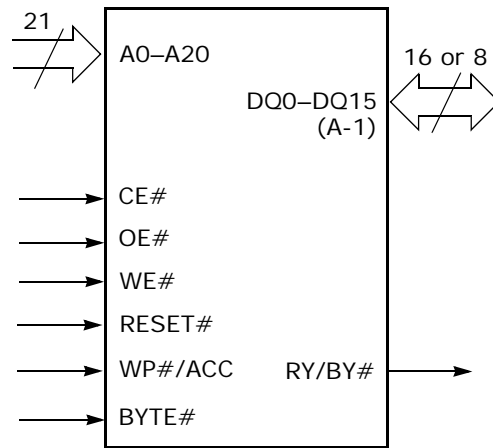 21
A0–A20
16 or 8
DQ0–DQ15
(A-1)
CE#
OE#
WE#
RESET#
WP#/ACC
RY/BY#
BYTE#